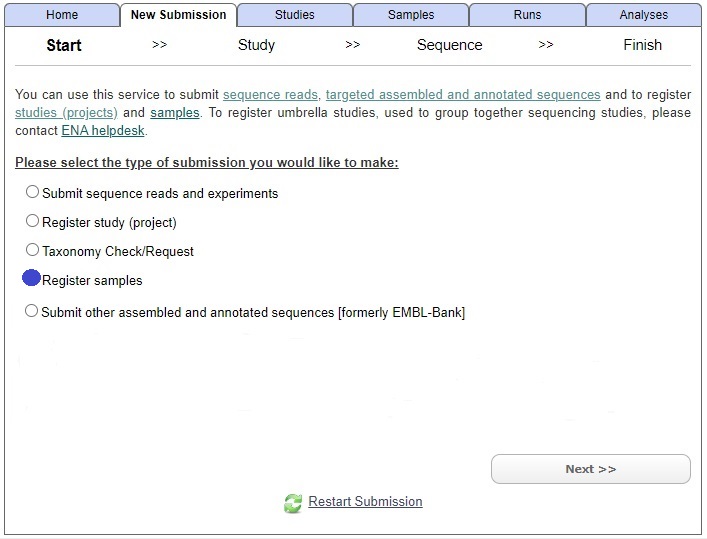 Home New Submission Studies Samples Runs Analyses
Start >> Study >> Sequence >> Finish
You can use this service to submit sequence reads, targeted assembled and annotated sequences and to register
studies (projects) and samples. To register umbrella studies, used to group together sequencing studies, please
contact ENA helpdesk.
Please select the type of submission you would like to make:
Submit sequence reads and experiments
Register study (project)
Taxonomy Check/Request
Register samples
Submit other assembled and annotated sequences [formerly EMBL-Bank]
Next >>
Restart Submission